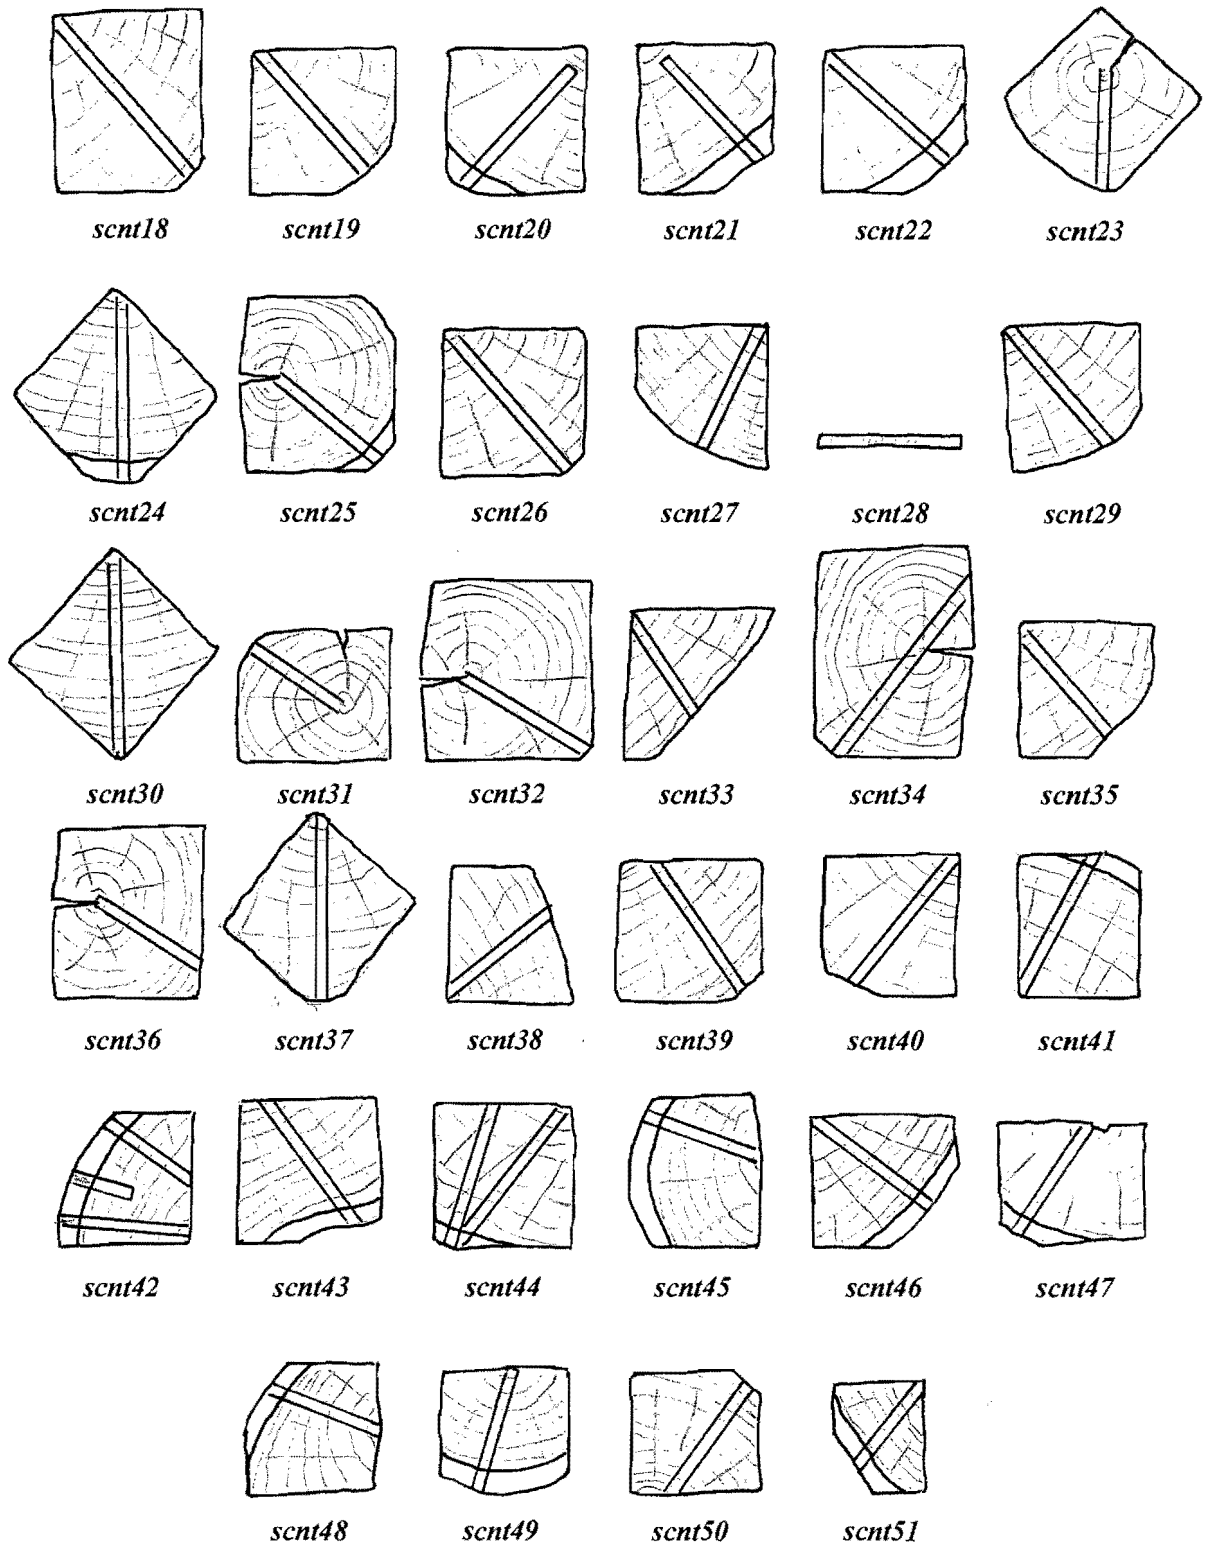 scnt18 scnt19 scnt20 scnt21 scnt22 scnt23
scnt24 scnt25 scnt26 scnt27 scnt28 scnt29
scnt30 scnt31 scnt32 scnt33 scnt34 scnt35
scnt36 scnt37 scnt38 scnt39 scnt40 scnt41
scnt42 scnt43 scnt44 scnt45 scnt46 scnt47
scnt48 scnt49 scnt50 scnt51